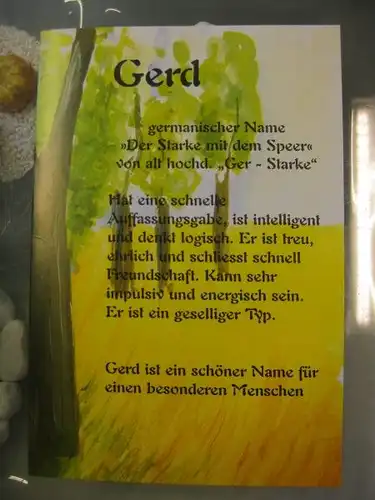 Gerd
germanischer Name
»Der Starke mit dem Speer«
von alt hochd. „Ger - Starke“
Hat eine schnelle
Auffassungsgabe, ist intelligent
und denkt logisch. Er ist treu,
ehrlich und schliesst schnell
Freundschaft. Kann sehr
impulsiv und energisch sein.
Er ist ein geselliger Typ.
Gerd ist ein schöner Name für
einen besonderen Menschen